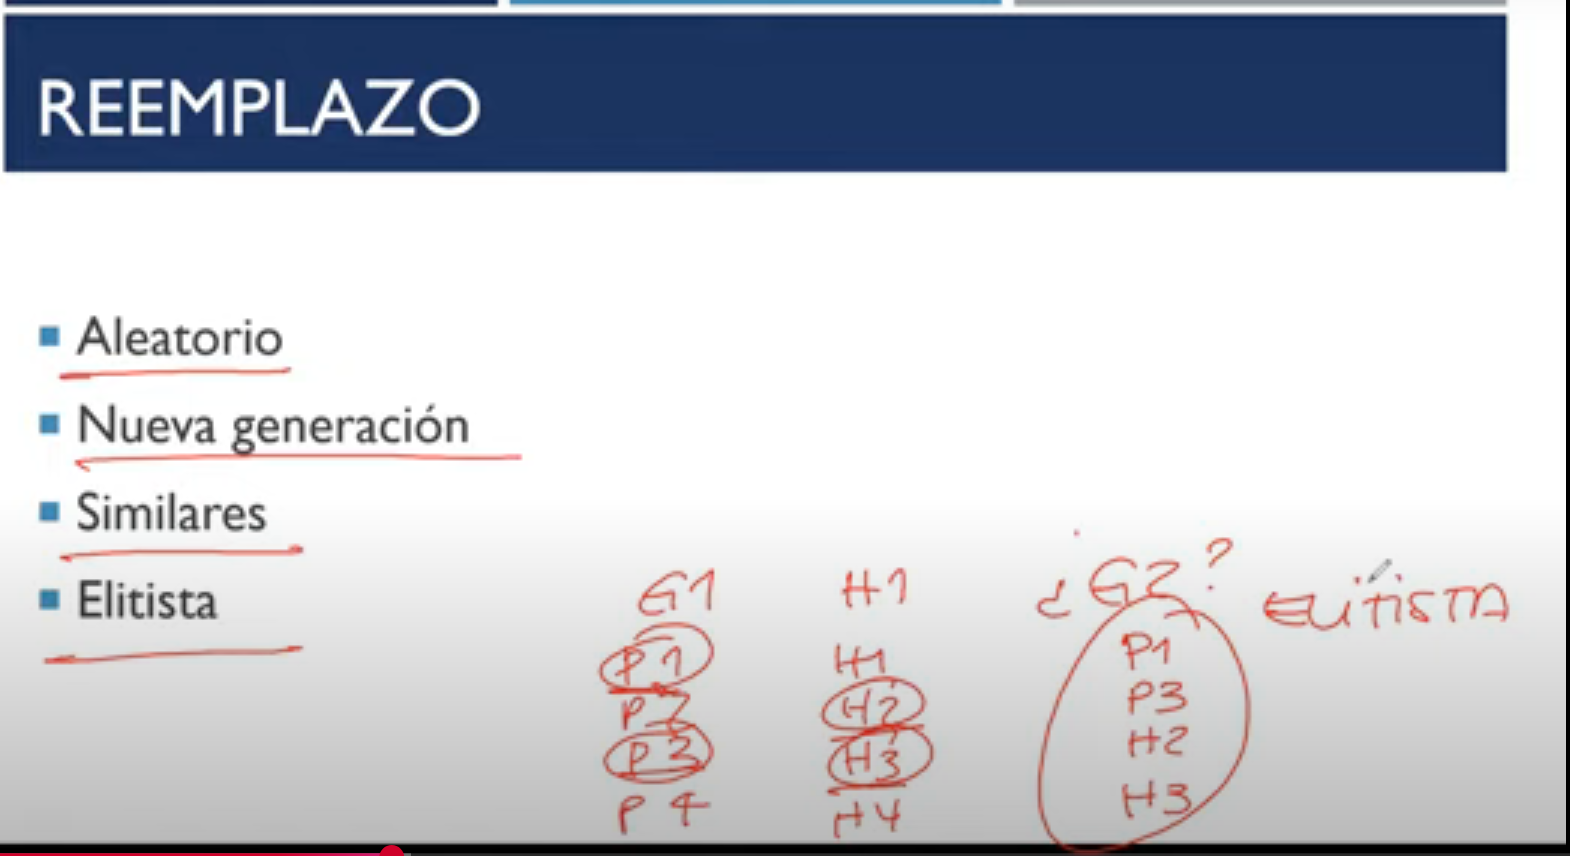 REEMPLAZO
Aleatorio
Nueva generación
Similares
Elitista
G1 H1 ¿G2? ELITISTA
P1 H1 P1
P2 H2 P3
P3 H3 H2
P4 H4 H3